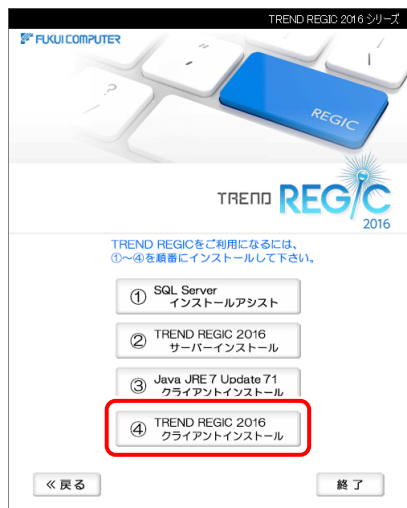 TREND REGIC 2016 シリーズ
FUKUI COMPUTER
?
"
'
REGIC
TREND REGIC
2016
TREND REGICをご利用になるには、
①～④を順番にインストールして下さい。
① SQL Server
インストールアシスト
② TREND REGIC 2016
サーバーインストール
③ Java JRE7 Update 71
クライアントインストール
④ TREND REGIC 2016
クライアントインストール
≪戻る
終了